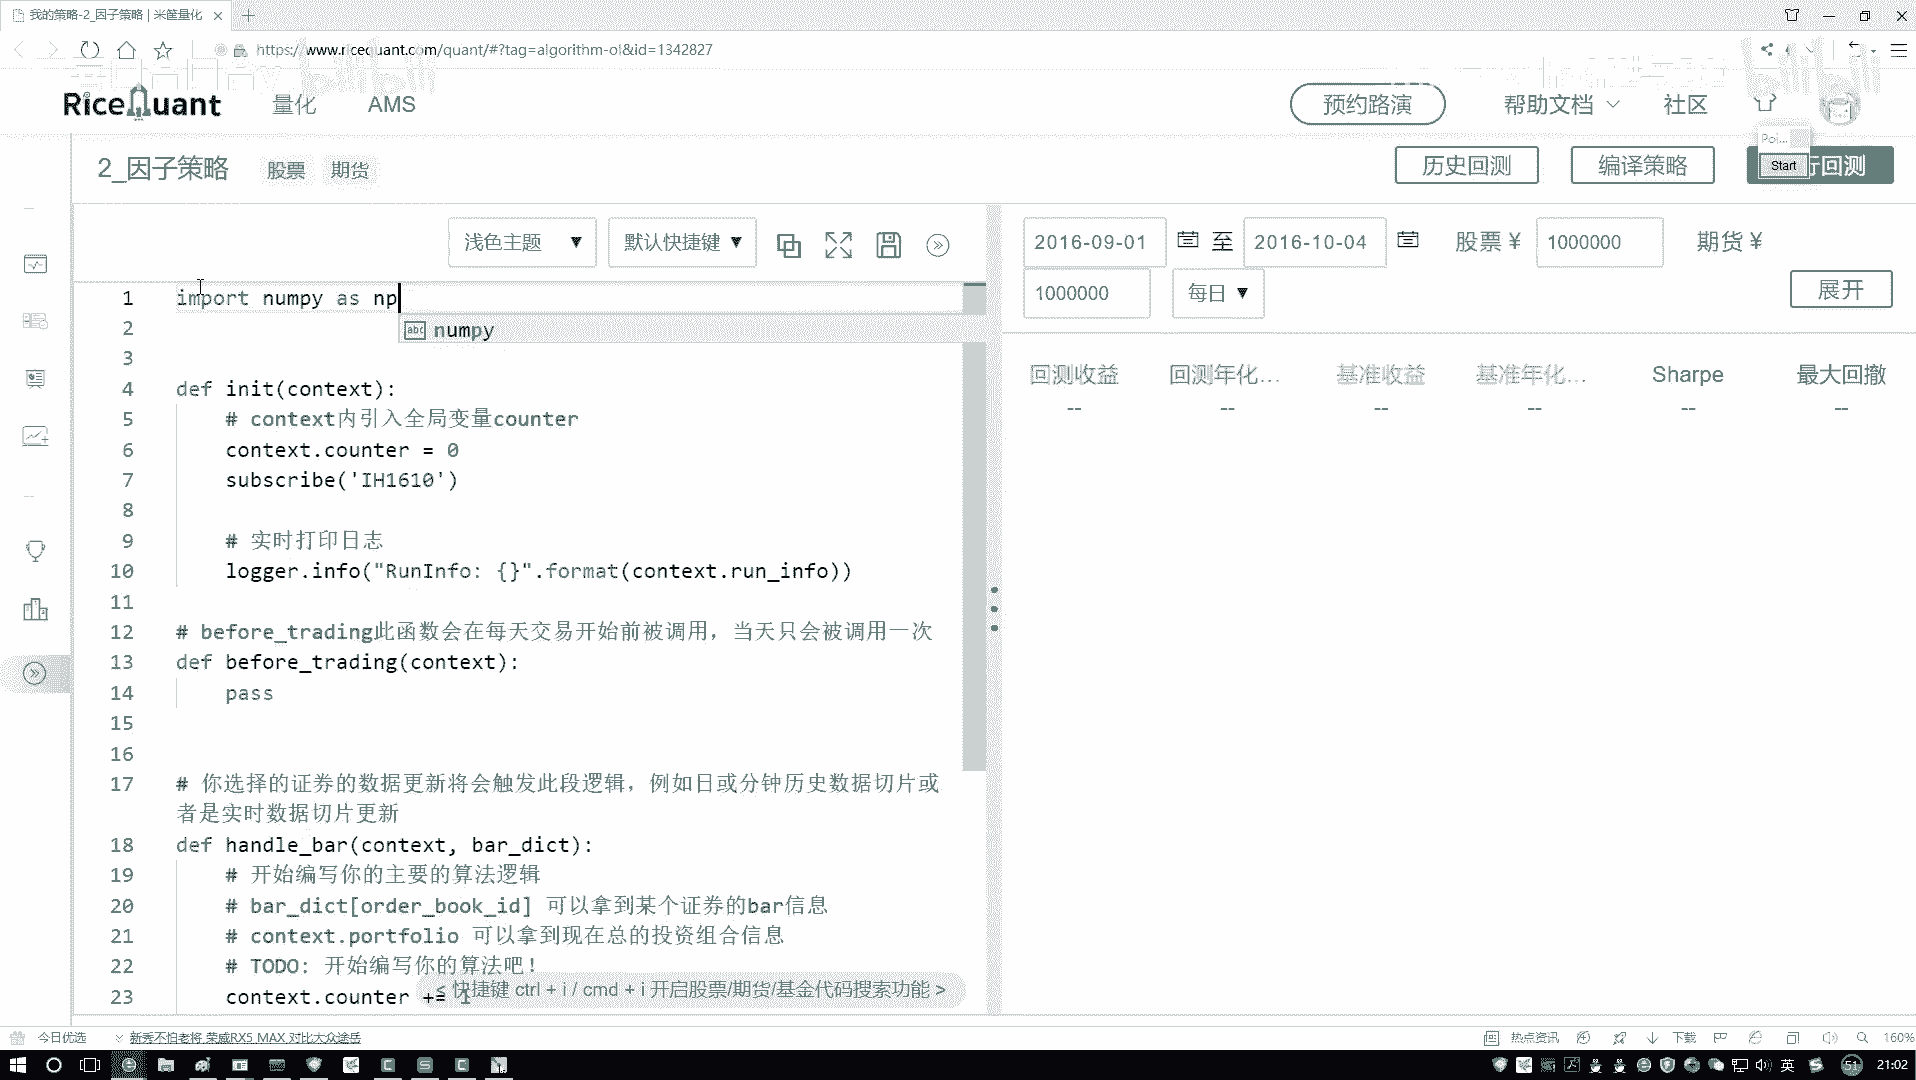 我的策略-2_因子策略 | 米筐量化
https://www.ricequant.com/quant/#?tag=algorithm-ol&id=1342827
RiceQuant 量化 AMS 预约路演 帮助文档 社区
Poi...
2_因子策略 股票 期货 历史回测 编译策略 Start 行回测
浅色主题 ▼ 默认快捷键 ▼
2016-09-01 至 2016-10-04 股票 ¥ 1000000 期货 ¥
1000000 每日 ▼ 展开
回测收益 回测年化... 基准收益 基准年化... Sharpe 最大回撤
-- -- -- -- -- --
1 import numpy as np
2 abc numpy
3
4 def init(context):
5 # context内引入全局变量counter
6 context.counter = 0
7 subscribe('IH1610')
8
9 # 实时打印日志
10 logger.info("RunInfo: {}".format(context.run_info))
11
12 # before_trading此函数会在每天交易开始前被调用，当天只会被调用一次
13 def before_trading(context):
14 pass
15
16
17 # 你选择的证券的数据更新将会触发此段逻辑，例如日或分钟历史数据切片或
者是实时数据切片更新
18 def handle_bar(context, bar_dict):
19 # 开始编写你的主要的算法逻辑
20 # bar_dict[order_book_id] 可以拿到某个证券的bar信息
21 # context.portfolio 可以拿到现在总的投资组合信息
22 # TODO: 开始编写你的算法吧！
23 context.counter += 1
< 快捷键 ctrl + i / cmd + i 开启股票/期货/基金代码搜索功能 >
今日优选 新秀不怕老将 荣威RX5 MAX 对比大众途岳 热点资讯 下载 160%
英 51 21:02